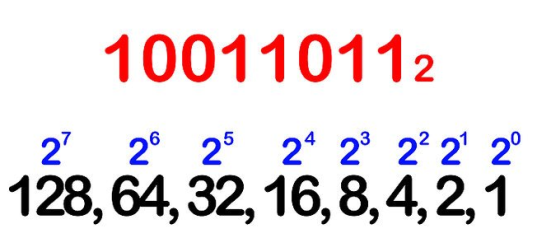 10011011₂
2⁷ 2⁶ 2⁵ 2⁴ 2³ 2² 2¹ 2⁰
128, 64, 32, 16, 8, 4, 2, 1